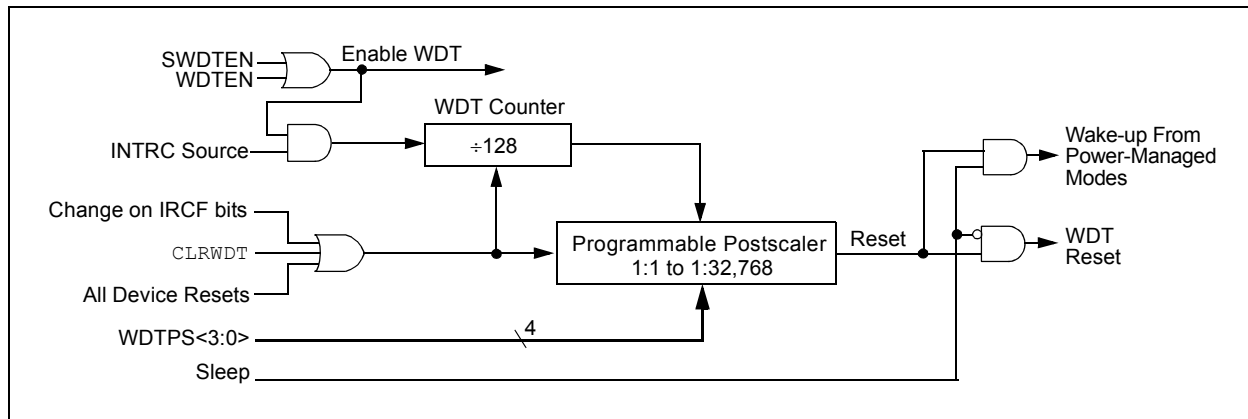 SWDTEN
WDTEN
Enable WDT
WDT Counter
÷128
INTRC Source
Wake-up From
Power-Managed
Modes
Change on IRCF bits
CLRWDT
All Device Resets
Programmable Postscaler
1:1 to 1:32,768
Reset
WDT
Reset
WDTPS<3:0>
4
Sleep